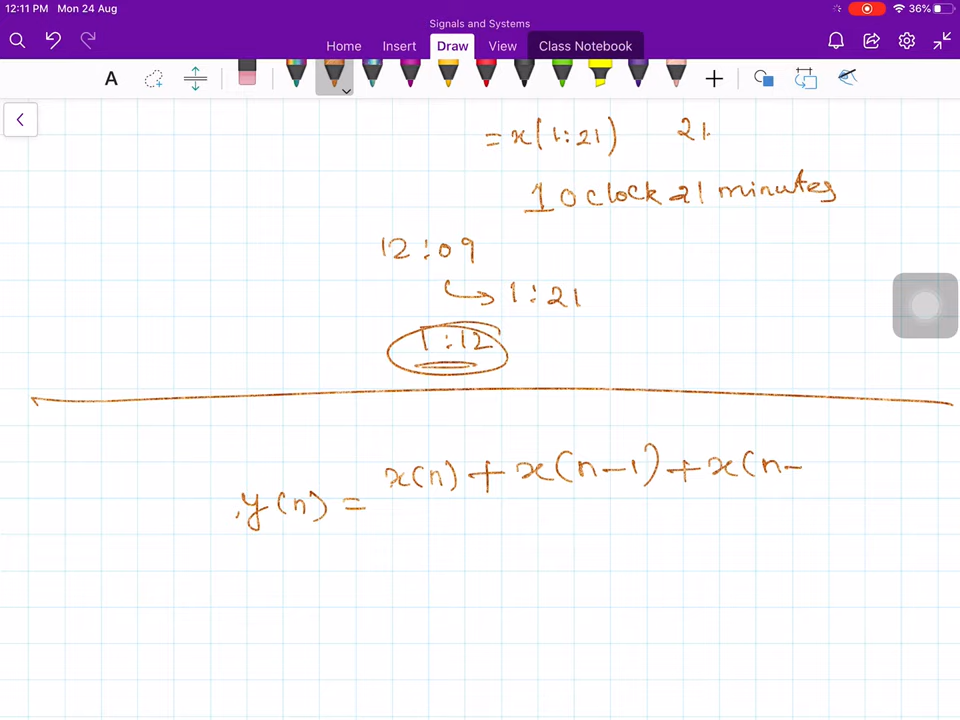 12:11 PM Mon 24 Aug
36%
Signals and Systems
Home Insert Draw View Class Notebook
A
= x(1:21) 21
1 0 clock 21 minutes
12:09
1:21
1:12
y(n) = x(n) + x(n-1) + x(n-